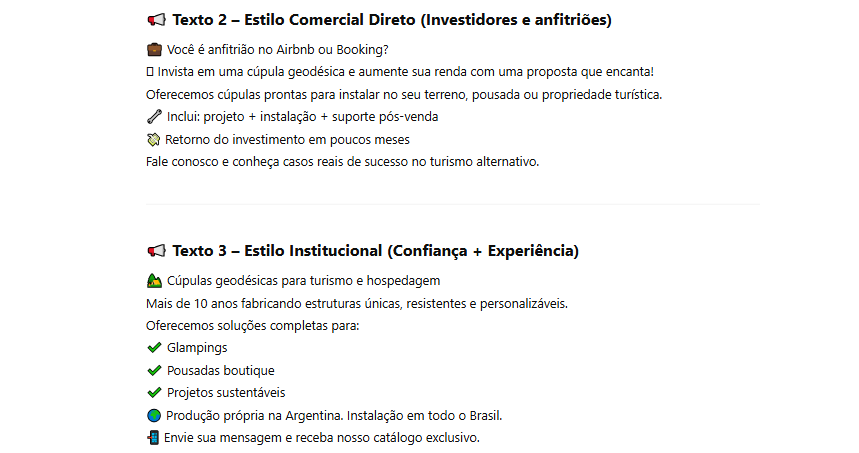 📢 Texto 2 – Estilo Comercial Direto (Investidores e anfitriões)
💼 Você é anfitrião no Airbnb ou Booking?
▯ Invista em uma cúpula geodésica e aumente sua renda com uma proposta que encanta!
Oferecemos cúpulas prontas para instalar no seu terreno, pousada ou propriedade turística.
🔧 Inclui: projeto + instalação + suporte pós-venda
💸 Retorno do investimento em poucos meses
Fale conosco e conheça casos reais de sucesso no turismo alternativo.
📢 Texto 3 – Estilo Institucional (Confiança + Experiência)
🏕️ Cúpulas geodésicas para turismo e hospedagem
Mais de 10 anos fabricando estruturas únicas, resistentes e personalizáveis.
Oferecemos soluções completas para:
✔ Glampings
✔ Pousadas boutique
✔ Projetos sustentáveis
🌎 Produção própria na Argentina. Instalação em todo o Brasil.
📲 Envie sua mensagem e receba nosso catálogo exclusivo.